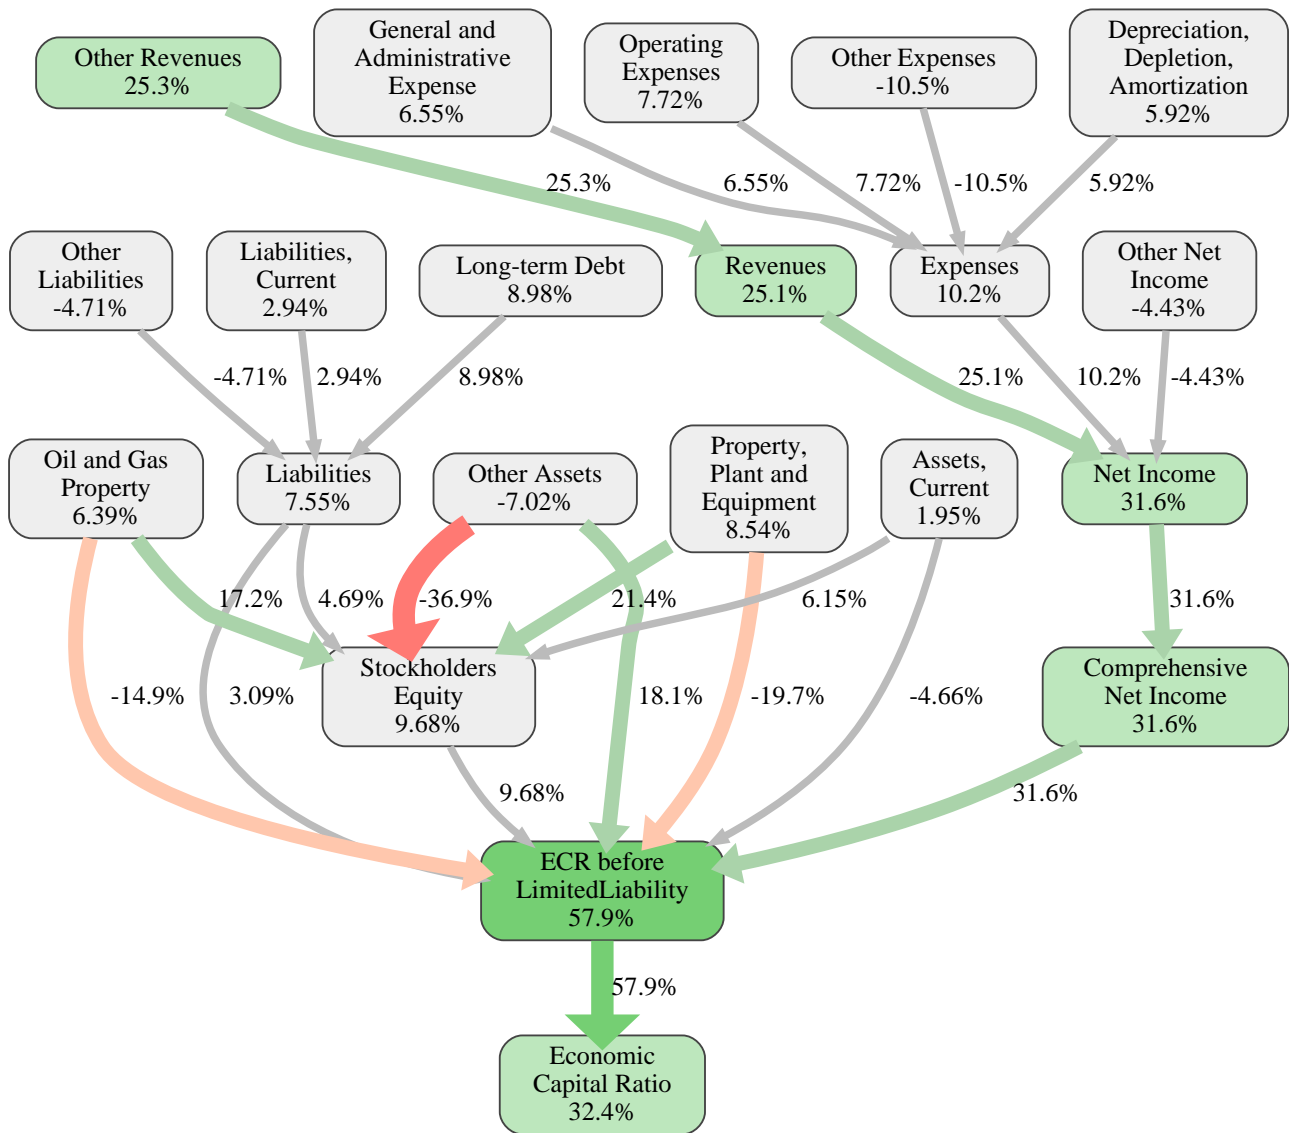 Other Revenues
25.3%
General and
Administrative
Expense
6.55%
Operating
Expenses
7.72%
Other Expenses
-10.5%
Depreciation,
Depletion,
Amortization
5.92%
25.3%
6.55%
7.72%
-10.5%
5.92%
Other
Liabilities
-4.71%
Liabilities,
Current
2.94%
Long-term Debt
8.98%
Revenues
25.1%
Expenses
10.2%
Other Net
Income
-4.43%
-4.71%
2.94%
8.98%
25.1%
10.2%
-4.43%
Oil and Gas
Property
6.39%
Liabilities
7.55%
Other Assets
-7.02%
Property,
Plant and
Equipment
8.54%
Assets,
Current
1.95%
Net Income
31.6%
17.2%
4.69%
-36.9%
21.4%
6.15%
31.6%
-14.9%
3.09%
Stockholders
Equity
9.68%
18.1%
-19.7%
-4.66%
Comprehensive
Net Income
31.6%
9.68%
31.6%
ECR before
LimitedLiability
57.9%
57.9%
Economic
Capital Ratio
32.4%